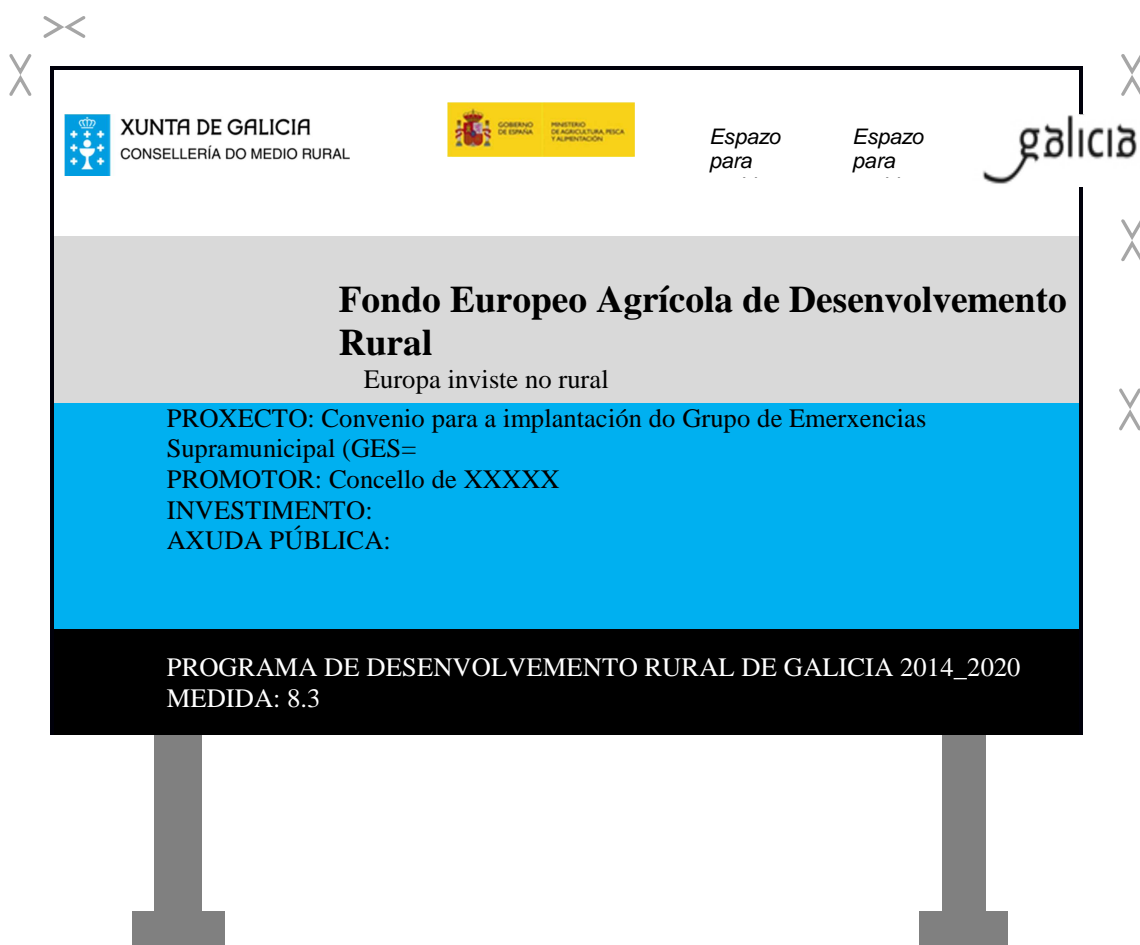 XUNTA DE GALICIA
CONSELLERÍA DO MEDIO RURAL
GOBIERNO
DE ESPAÑA
MINISTERIO
DE AGRICULTURA, PESCA
Y ALIMENTACIÓN
Espazo
para
Espazo
para
galicia
Fondo Europeo Agrícola de Desenvolvemento
Rural
Europa inviste no rural
PROXECTO: Convenio para a implantación do Grupo de Emerxencias
Supramunicipal (GES=
PROMOTOR: Concello de XXXXX
INVESTIMENTO:
AXUDA PÚBLICA:
PROGRAMA DE DESENVOLVEMENTO RURAL DE GALICIA 2014_2020
MEDIDA: 8.3